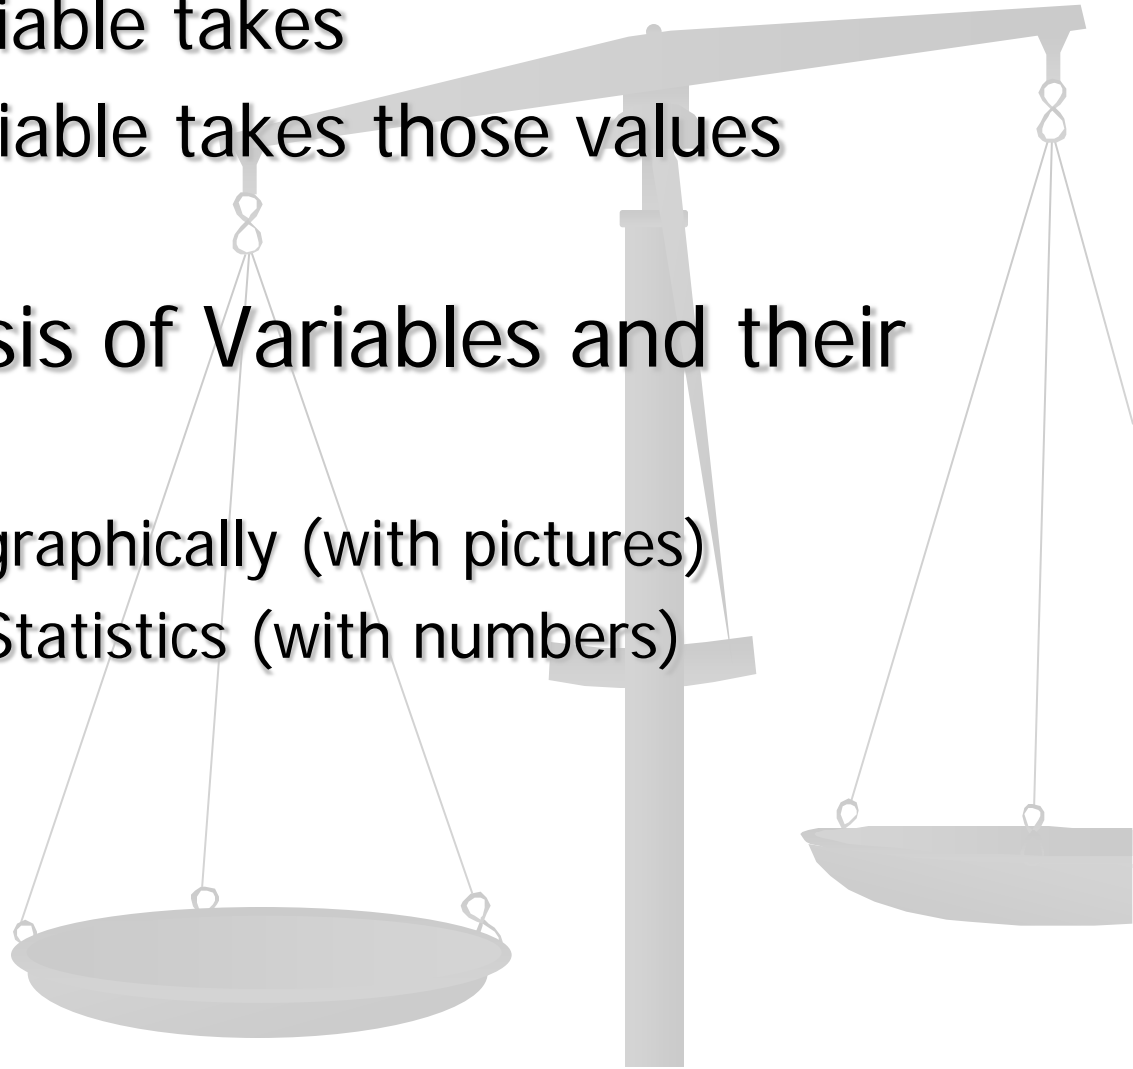 iable takes
iable takes those values
sis of Variables and their
graphically (with pictures)
Statistics (with numbers)